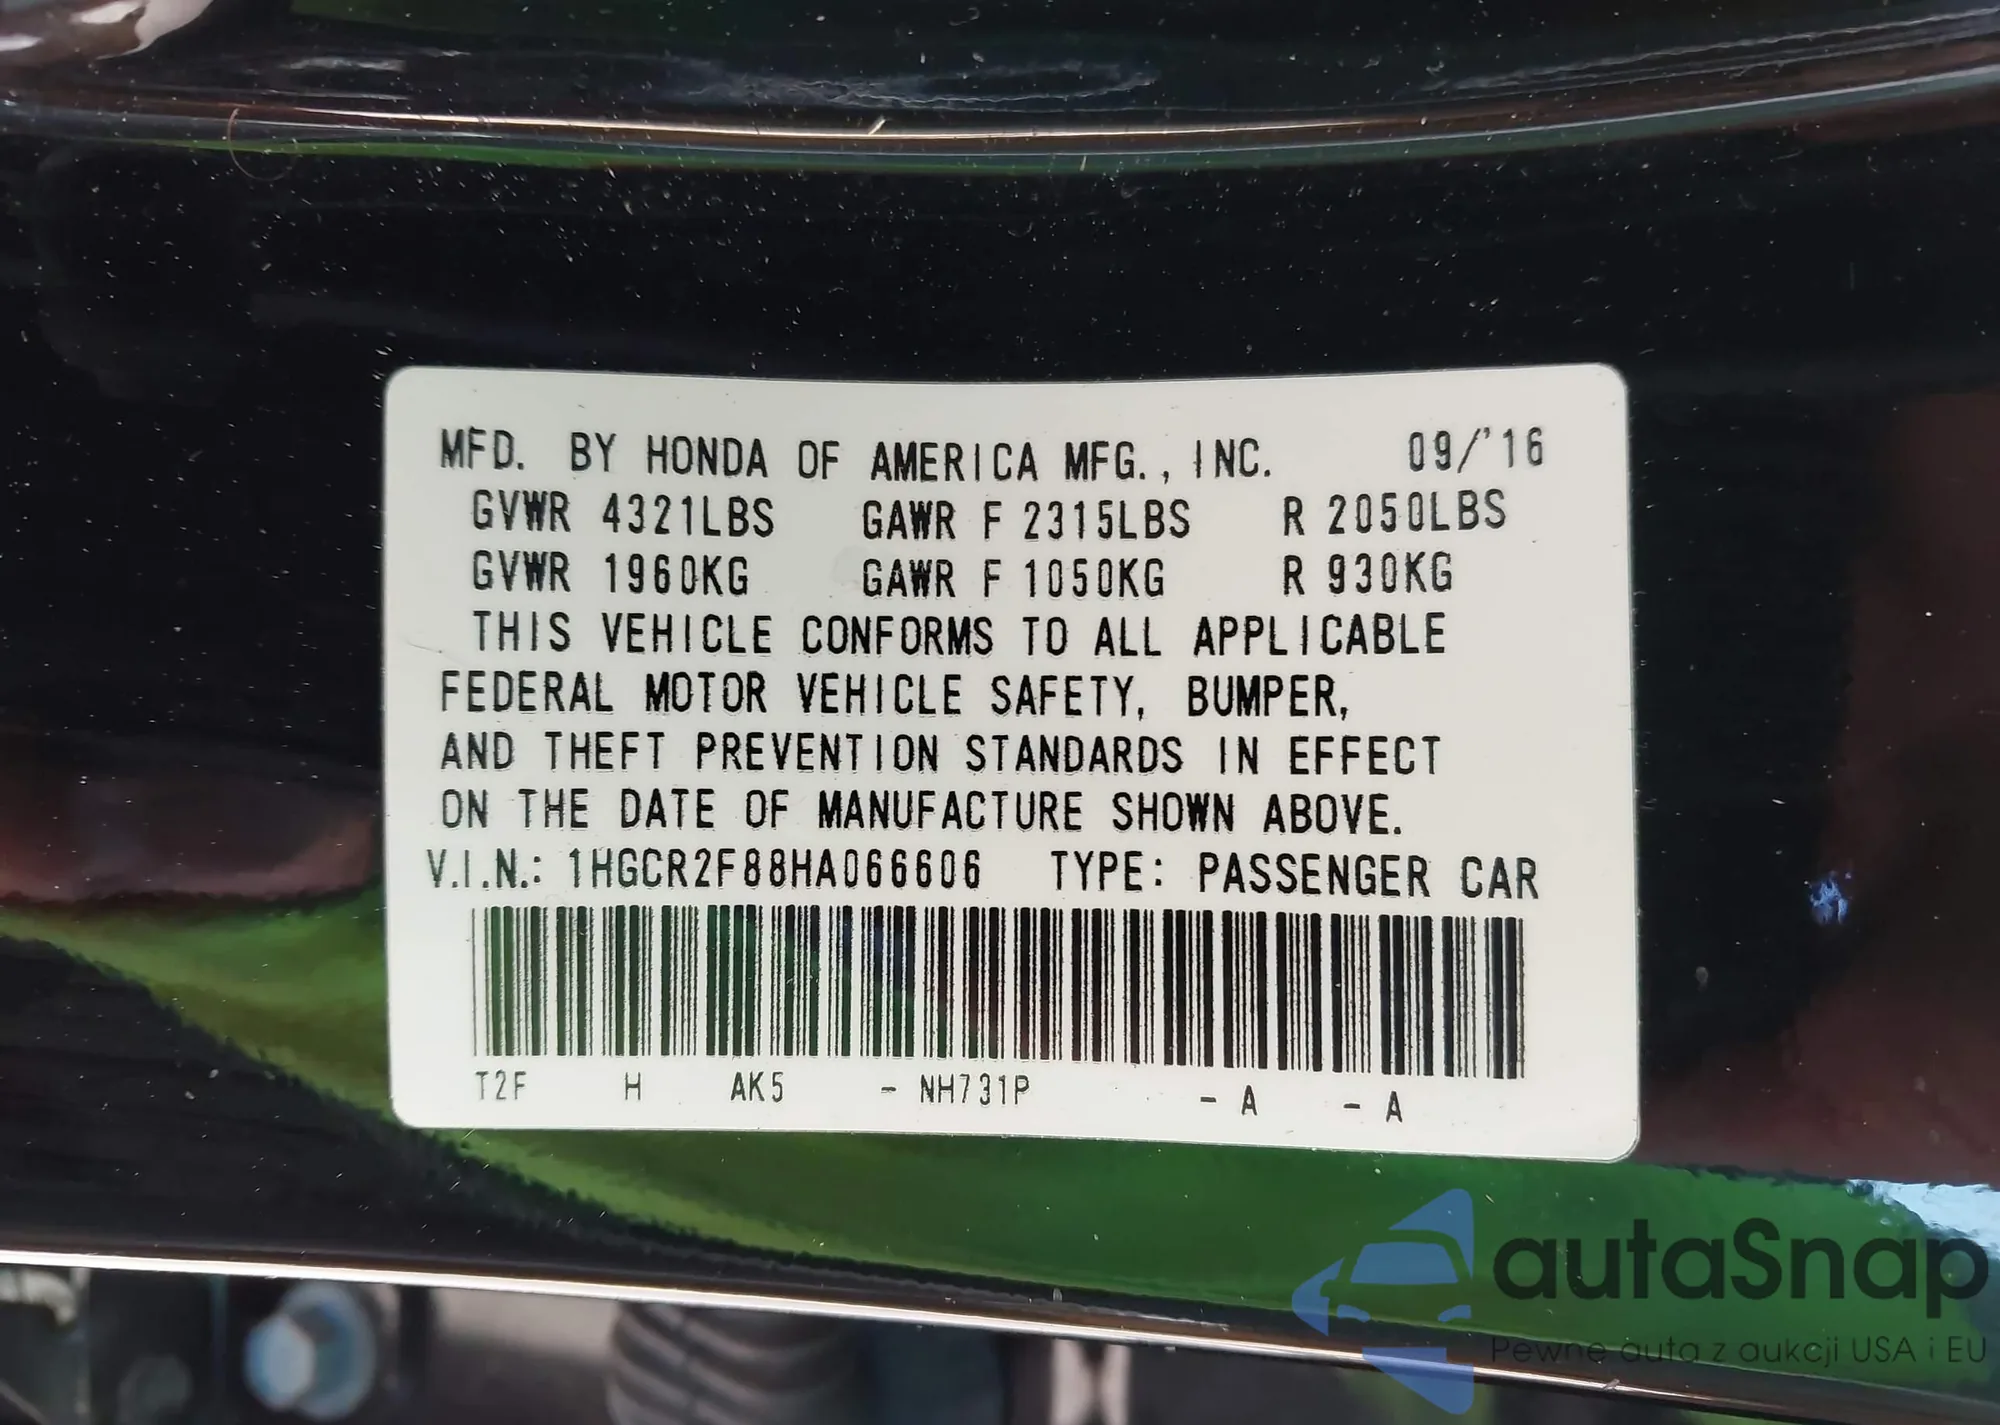 MFD. BY HONDA OF AMERICA MFG., INC. 09/'16
GVWR 4321LBS GAWR F 2315LBS R 2050LBS
GVWR 1960KG GAWR F 1050KG R 930KG
THIS VEHICLE CONFORMS TO ALL APPLICABLE
FEDERAL MOTOR VEHICLE SAFETY, BUMPER,
AND THEFT PREVENTION STANDARDS IN EFFECT
ON THE DATE OF MANUFACTURE SHOWN ABOVE.
V.I.N.: 1HGCR2F88HA066606 TYPE: PASSENGER CAR
T2F H AK5 - NH731P - A - A
autaSnap
Pewne auta z aukcji USA i EU